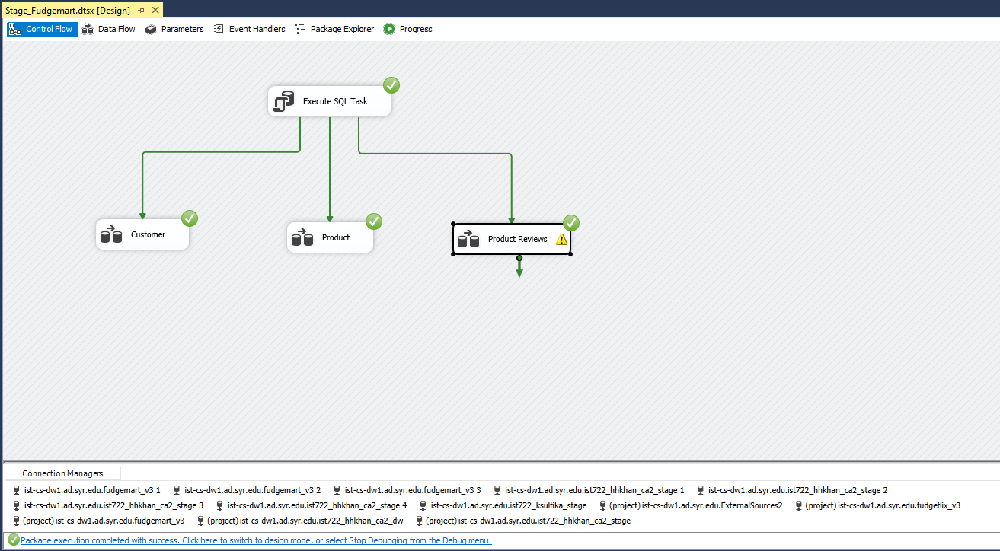 Stage_Fudgemart.dtsx [Design]
Control Flow Data Flow Parameters Event Handlers Package Explorer Progress
Execute SQL Task
Customer
Product
Product Reviews
Connection Managers
ist-cs-dw1.ad.syr.edu.fudgemart_v3 1 ist-cs-dw1.ad.syr.edu.fudgemart_v3 2 ist-cs-dw1.ad.syr.edu.fudgemart_v3 3 ist-cs-dw1.ad.syr.edu.ist722_hhkhan_ca2_stage 1 ist-cs-dw1.ad.syr.edu.ist722_hhkhan_ca2_stage 2
ist-cs-dw1.ad.syr.edu.ist722_hhkhan_ca2_stage 3 ist-cs-dw1.ad.syr.edu.ist722_hhkhan_ca2_stage 4 ist-cs-dw1.ad.syr.edu.ist722_ksulfika_stage (project) ist-cs-dw1.ad.syr.edu.ExternalSources2 (project) ist-cs-dw1.ad.syr.edu.fudgeflix_v3
(project) ist-cs-dw1.ad.syr.edu.fudgemart_v3 (project) ist-cs-dw1.ad.syr.edu.ist722_hhkhan_ca2_dw (project) ist-cs-dw1.ad.syr.edu.ist722_hhkhan_ca2_stage
Package execution completed with success. Click here to switch to design mode, or select Stop Debugging from the Debug menu.